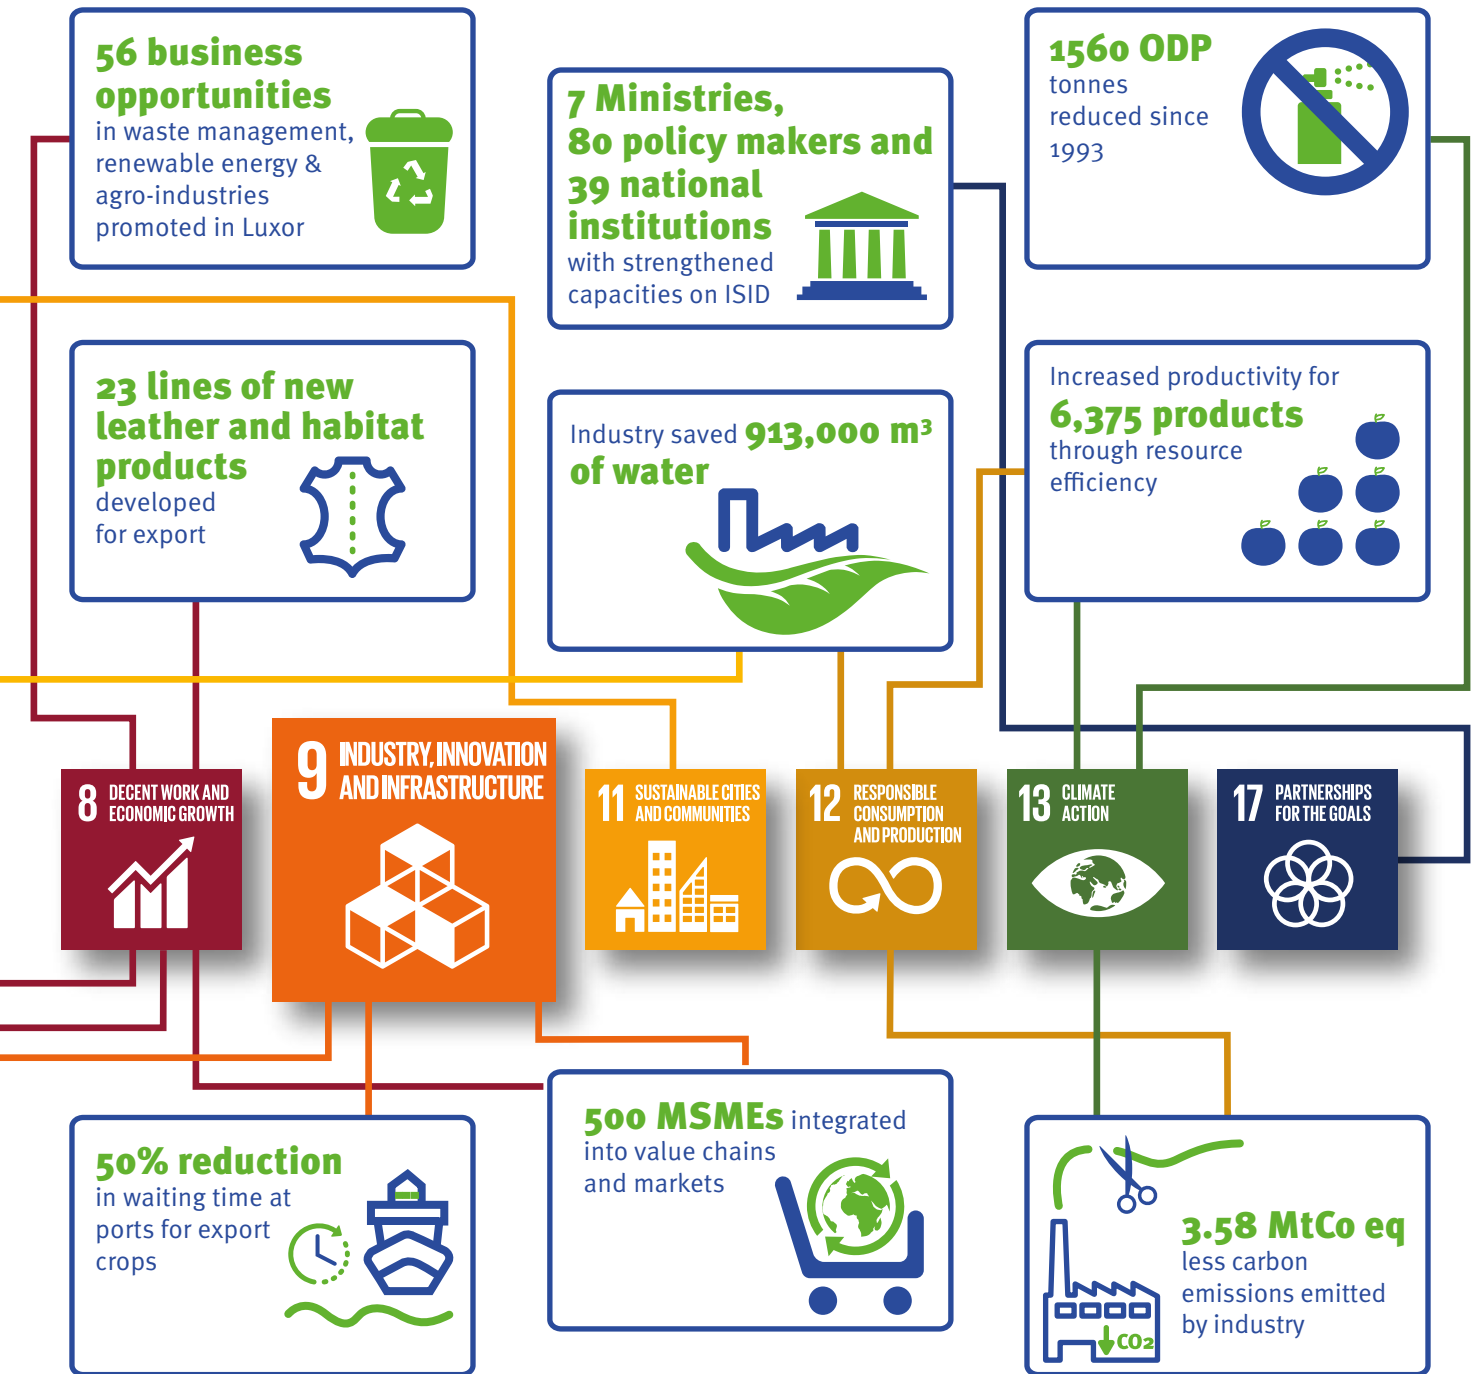 56 business
opportunities
in waste management,
renewable energy &
agro-industries
promoted in Luxor
7 Ministries,
80 policy makers and
39 national
institutions
with strengthened
capacities on ISID
1560 ODP
tonnes
reduced since
1993
23 lines of new
leather and habitat
products
developed
for export
Industry saved 913,000 m³
of water
Increased productivity for
6,375 products
through resource
efficiency
8 DECENT WORK AND
ECONOMIC GROWTH
9 INDUSTRY, INNOVATION
AND INFRASTRUCTURE
11 SUSTAINABLE CITIES
AND COMMUNITIES
12 RESPONSIBLE
CONSUMPTION
AND PRODUCTION
13 CLIMATE
ACTION
17 PARTNERSHIPS
FOR THE GOALS
50% reduction
in waiting time at
ports for export
crops
500 MSMEs integrated
into value chains
and markets
3.58 MtCo eq
less carbon
emissions emitted
by industry
CO2